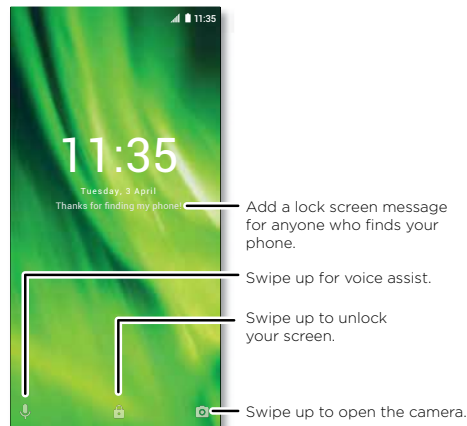 11:35
11:35
Tuesday, 3 April
Thanks for finding my phone!
Add a lock screen message
for anyone who finds your
phone.
Swipe up for voice assist.
Swipe up to unlock
your screen.
Swipe up to open the camera.